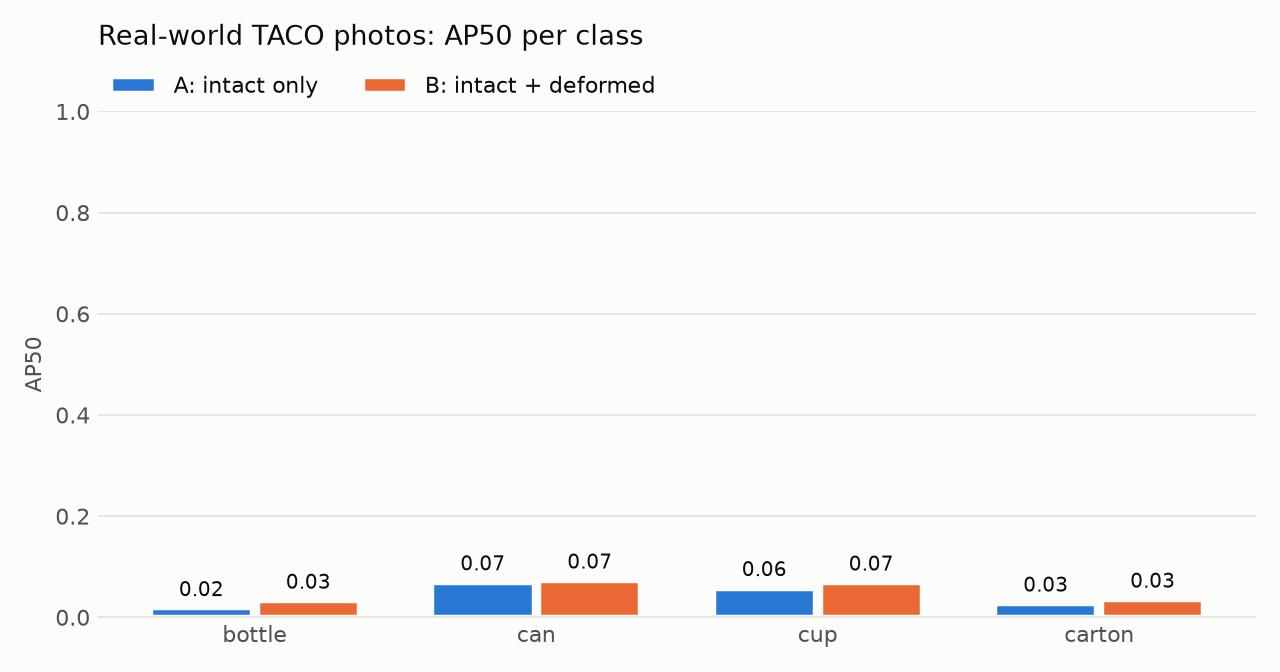 Real-world TACO photos: AP50 per class
A: intact only B: intact + deformed
1.0
0.8
0.6
0.4
0.2
0.0
AP50
0.02 0.03 0.07 0.07 0.06 0.07 0.03 0.03
bottle can cup carton